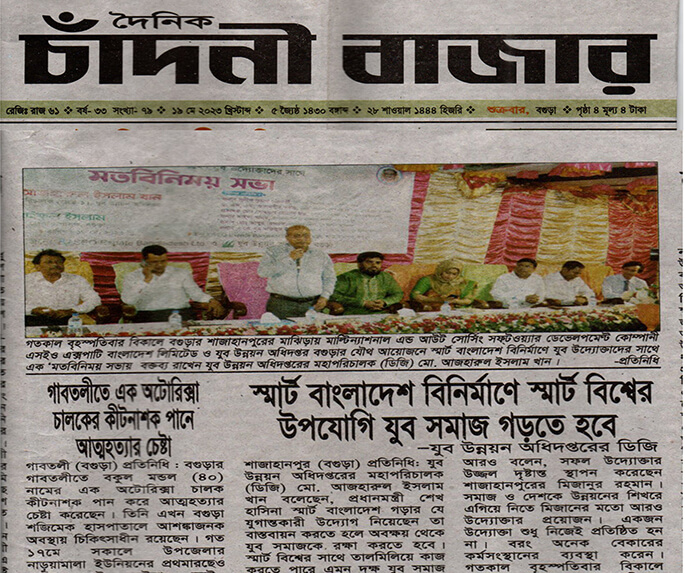 দৈনিক
চাঁদনী বাজার
রেজিঃ রাজ ৬১ ❖ বর্ষ- ৩৩ সংখ্যা- ৭৯ ❖ ১৯ মে ২০২৩ খ্রিস্টাব্দ ❖ ৫ জ্যৈষ্ঠ ১৪৩০ বঙ্গাব্দ ❖ ২৮ শাওয়াল ১৪৪৪ হিজরি ❖ শুক্রবার, বগুড়া ❖ পৃষ্ঠা ৪ মূল্য ৪ টাকা
যুব উদ্যোক্তাদের সাথে
মতবিনিময় সভা
ইসলাম খান
গতকাল বৃহস্পতিবার বিকালে বগুড়ার শাজাহানপুরের মাঝিড়ায় মাল্টিন্যাশনাল এন্ড আউট সোর্সিং সফটওয়্যার ডেভেলপমেন্ট কোম্পানী
এসইও এক্সপার্ট বাংলাদেশ লিমিটেড ও যুব উন্নয়ন অধিদপ্তর বগুড়ার যৌথ আয়োজনে স্মার্ট বাংলাদেশ বিনির্মাণে যুব উদ্যোক্তাদের সাথে
এক 'মতবিনিময় সভায়' বক্তব্য রাখেন যুব উন্নয়ন অধিদপ্তরের মহাপরিচালক (ডিজি) মো. আজহারুল ইসলাম খান। -প্রতিনিধি
গাবতলীতে এক অটোরিক্সা
চালকের কীটনাশক পানে
আত্মহত্যার চেষ্টা
গাবতলী (বগুড়া) প্রতিনিধি : বগুড়ার
গাবতলীতে বকুল মন্ডল (৪০)
নামের এক অটোরিক্সা চালক
কীটনাশক পান করে আত্মহত্যার
চেষ্টা করেছেন। তিনি এখন বগুড়া
শজিমেক হাসপাতালে আশঙ্কাজনক
অবস্থায় চিকিৎসাধীন রয়েছেন। গত
১৭মে সকালে উপজেলার
নাড়ুয়ামালা ইউনিয়নের প্রথমারছেও
স্মার্ট বাংলাদেশ বিনির্মাণে স্মার্ট বিশ্বের
উপযোগি যুব সমাজ গড়তে হবে
–যুব উন্নয়ন অধিদপ্তরের ডিজি
শাজাহানপুর (বগুড়া) প্রতিনিধি: যুব
উন্নয়ন অধিদপ্তরের মহাপরিচালক
(ডিজি) মো. আজহারুল ইসলাম
খান বলেছেন, প্রধানমন্ত্রী শেখ
হাসিনা স্মার্ট বাংলাদেশ গড়ার যে
যুগান্তকারী উদ্যোগ নিয়েছেন তা
বাস্তবায়ন করতে হলে অবক্ষয় থেকে
যুব সমাজকে রক্ষা করতে হবে।
স্মার্ট বিশ্বের সাথে তালমিলিয়ে কাজ
করতে পারে এমন দক্ষ যুব সমাজ
আরও বলেন, সফল উদ্যোক্তার
উজ্জল দৃষ্টান্ত স্থাপন করেছেন
শাজাহানপুরের মিজানুর রহমান।
সমাজ ও দেশকে উন্নয়নের শিখরে
এগিয়ে নিতে মিজানের মতো আরও
উদ্যোক্তার প্রয়োজন। একজন
উদ্যোক্তা শুধু নিজেই প্রতিষ্ঠিত হন
না। বরং অনেক বেকারের
কর্মসংস্থানের ব্যবস্থা করেন।
গতকাল বৃহস্পতিবার বিকালে